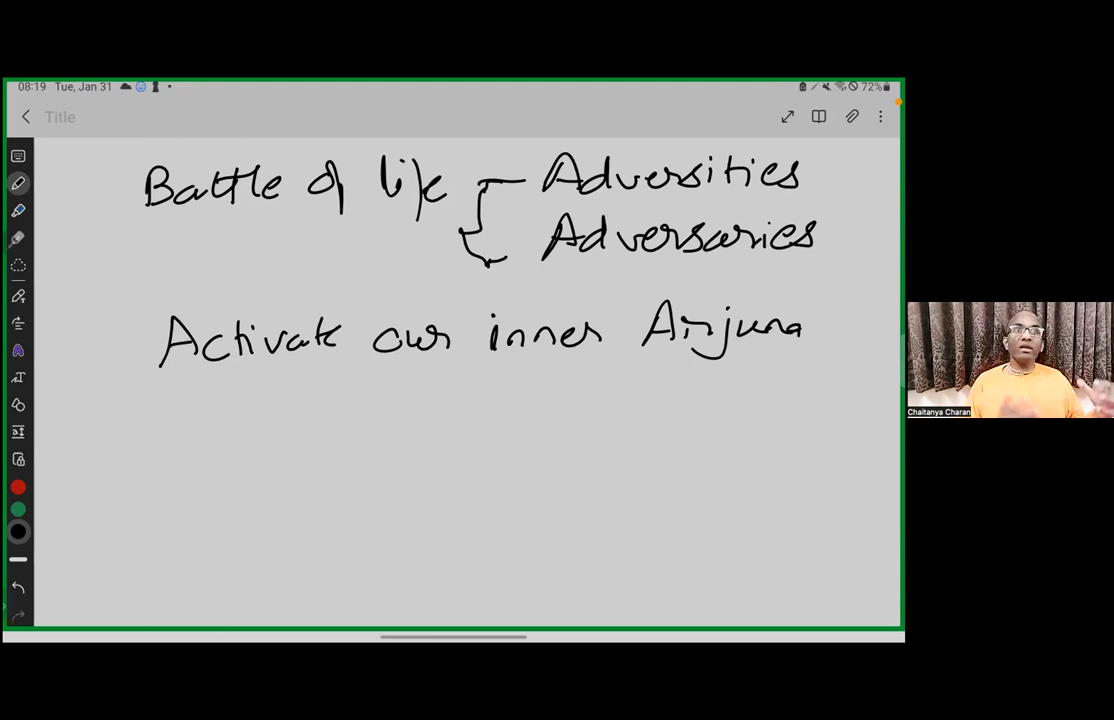 08:19 Tue, Jan 31 72%
Title
Battle of life Adversities
Adversaries
Activate our inner Arjuna
Chaitanya Charan